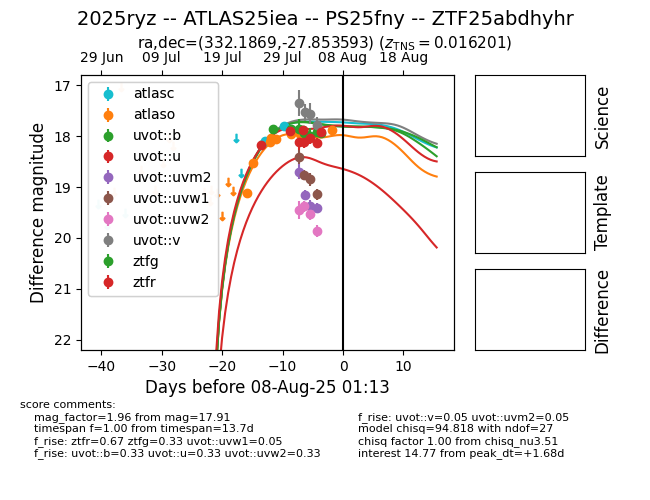 2025ryz -- ATLAS25iea -- PS25fny -- ZTF25abdhyhr
ra,dec=(332.1869,-27.853593) (z_TNS = 0.016201)
29 Jun 09 Jul 19 Jul 29 Jul 08 Aug 18 Aug
17
18
19
20
21
22
Difference magnitude
atlasc
atlaso
uvot::b
uvot::u
uvot::uvm2
uvot::uvw1
uvot::uvw2
uvot::v
ztfg
ztfr
−40 −30 −20 −10 0 10
Days before 08-Aug-25 01:13
Science
Template
Difference
score comments:
mag_factor=1.96 from mag=17.91
timespan f=1.00 from timespan=13.7d
f_rise: ztfr=0.67 ztfg=0.33 uvot::uvw1=0.05
f_rise: uvot::b=0.33 uvot::u=0.33 uvot::uvw2=0.33
f_rise: uvot::v=0.05 uvot::uvm2=0.05
model chisq=94.818 with ndof=27
chisq factor 1.00 from chisq_nu3.51
interest 14.77 from peak_dt=+1.68d